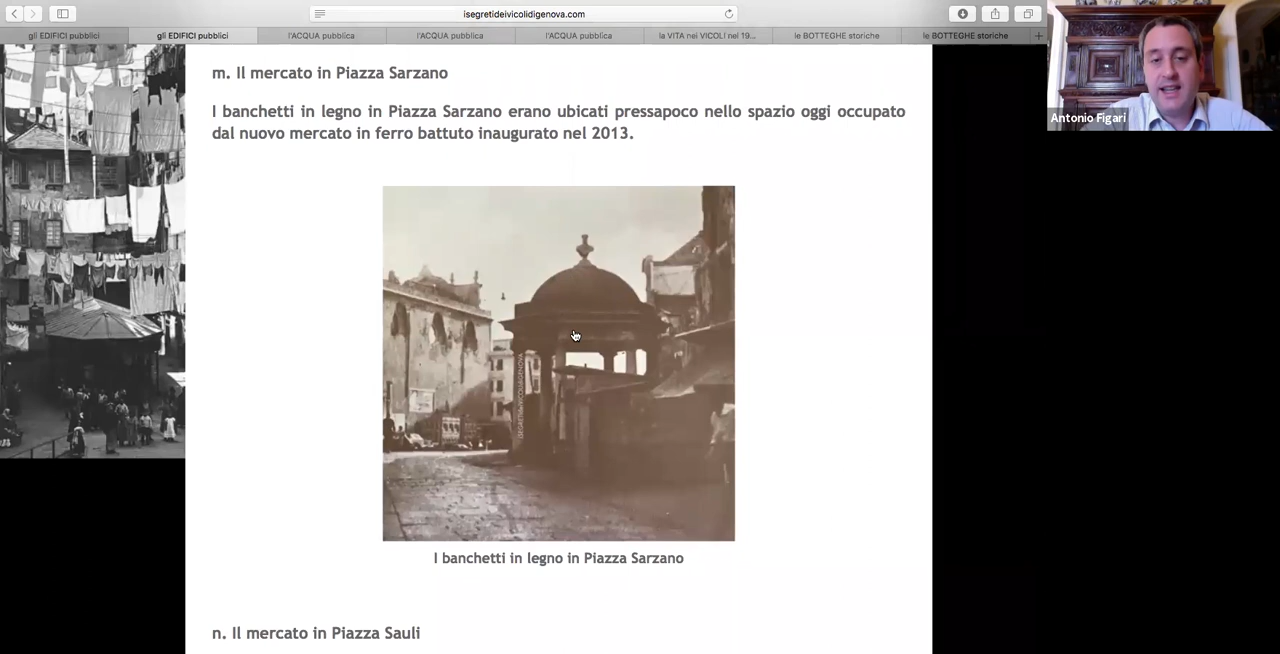 isegretideivicolidigenova.com
gli EDIFICI pubblici
gli EDIFICI pubblici
l'ACQUA pubblica
l'ACQUA pubblica
l'ACQUA pubblica
la VITA nei VICOLI nel 19...
le BOTTEGHE storiche
le BOTTEGHE storiche
Antonio Figari
m. Il mercato in Piazza Sarzano
I banchetti in legno in Piazza Sarzano erano ubicati pressapoco nello spazio oggi occupato
dal nuovo mercato in ferro battuto inaugurato nel 2013.
ISEGRETIDEIVICOLIDIGENOVA
I banchetti in legno in Piazza Sarzano
n. Il mercato in Piazza Sauli